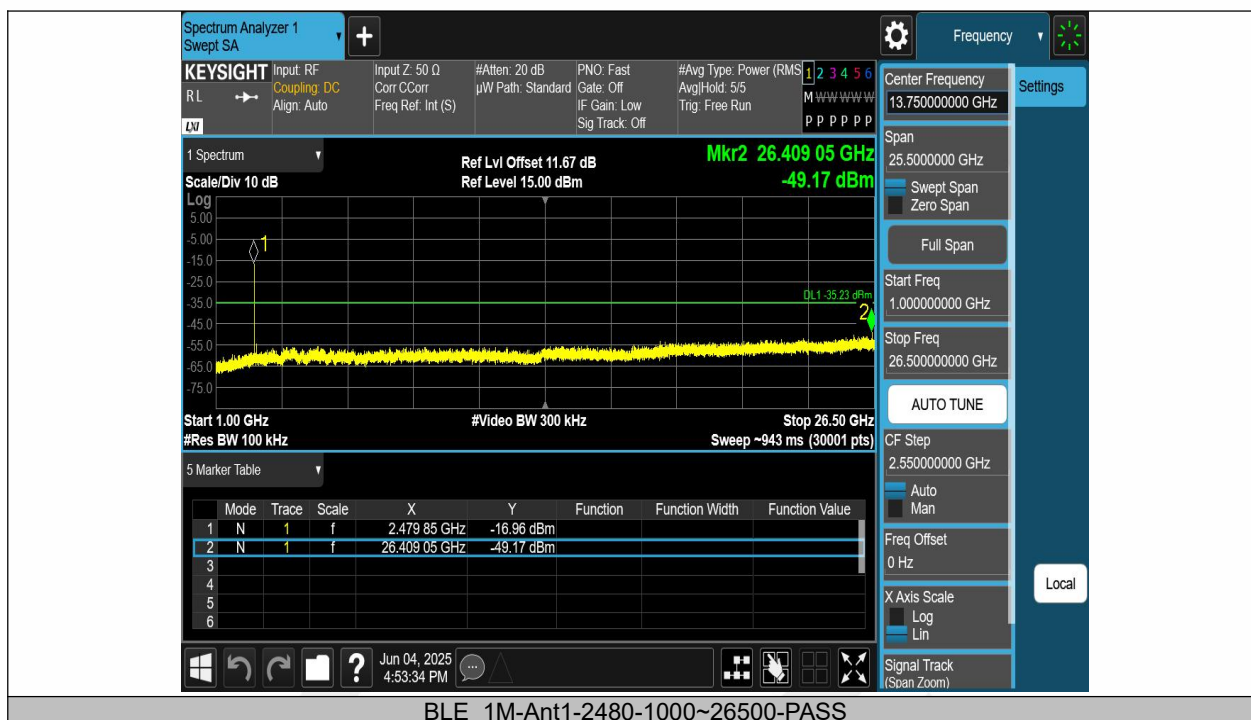 Spectrum Analyzer 1
Swept SA
+
Frequency
KEYSIGHT
RL
LXI
Input: RF
Coupling: DC
Align: Auto
Input Z: 50 Ω
Corr CCorr
Freq Ref: Int (S)
#Atten: 20 dB
µW Path: Standard
PNO: Fast
Gate: Off
IF Gain: Low
Sig Track: Off
#Avg Type: Power (RMS
Avg|Hold: 5/5
Trig: Free Run
1 2 3 4 5 6
M W W W W W
P P P P P P
1 Spectrum
Scale/Div 10 dB
Ref Lvl Offset 11.67 dB
Ref Level 15.00 dBm
Mkr2 26.409 05 GHz
-49.17 dBm
Log
5.00
-5.00
-15.0
-25.0
-35.0
-45.0
-55.0
-65.0
-75.0
1
DL1 -35.23 dBm
2
Start 1.00 GHz
#Video BW 300 kHz
Stop 26.50 GHz
#Res BW 100 kHz
Sweep ~943 ms (30001 pts)
5 Marker Table
Mode Trace Scale X Y Function Function Width Function Value
1 N 1 f 2.479 85 GHz -16.96 dBm
2 N 1 f 26.409 05 GHz -49.17 dBm
3
4
5
6
?
Jun 04, 2025
4:53:34 PM
Center Frequency
13.750000000 GHz
Settings
Span
25.5000000 GHz
Swept Span
Zero Span
Full Span
Start Freq
1.000000000 GHz
Stop Freq
26.500000000 GHz
AUTO TUNE
CF Step
2.550000000 GHz
Auto
Man
Freq Offset
0 Hz
X Axis Scale
Log
Lin
Local
Signal Track
(Span Zoom)
BLE_1M-Ant1-2480-1000~26500-PASS